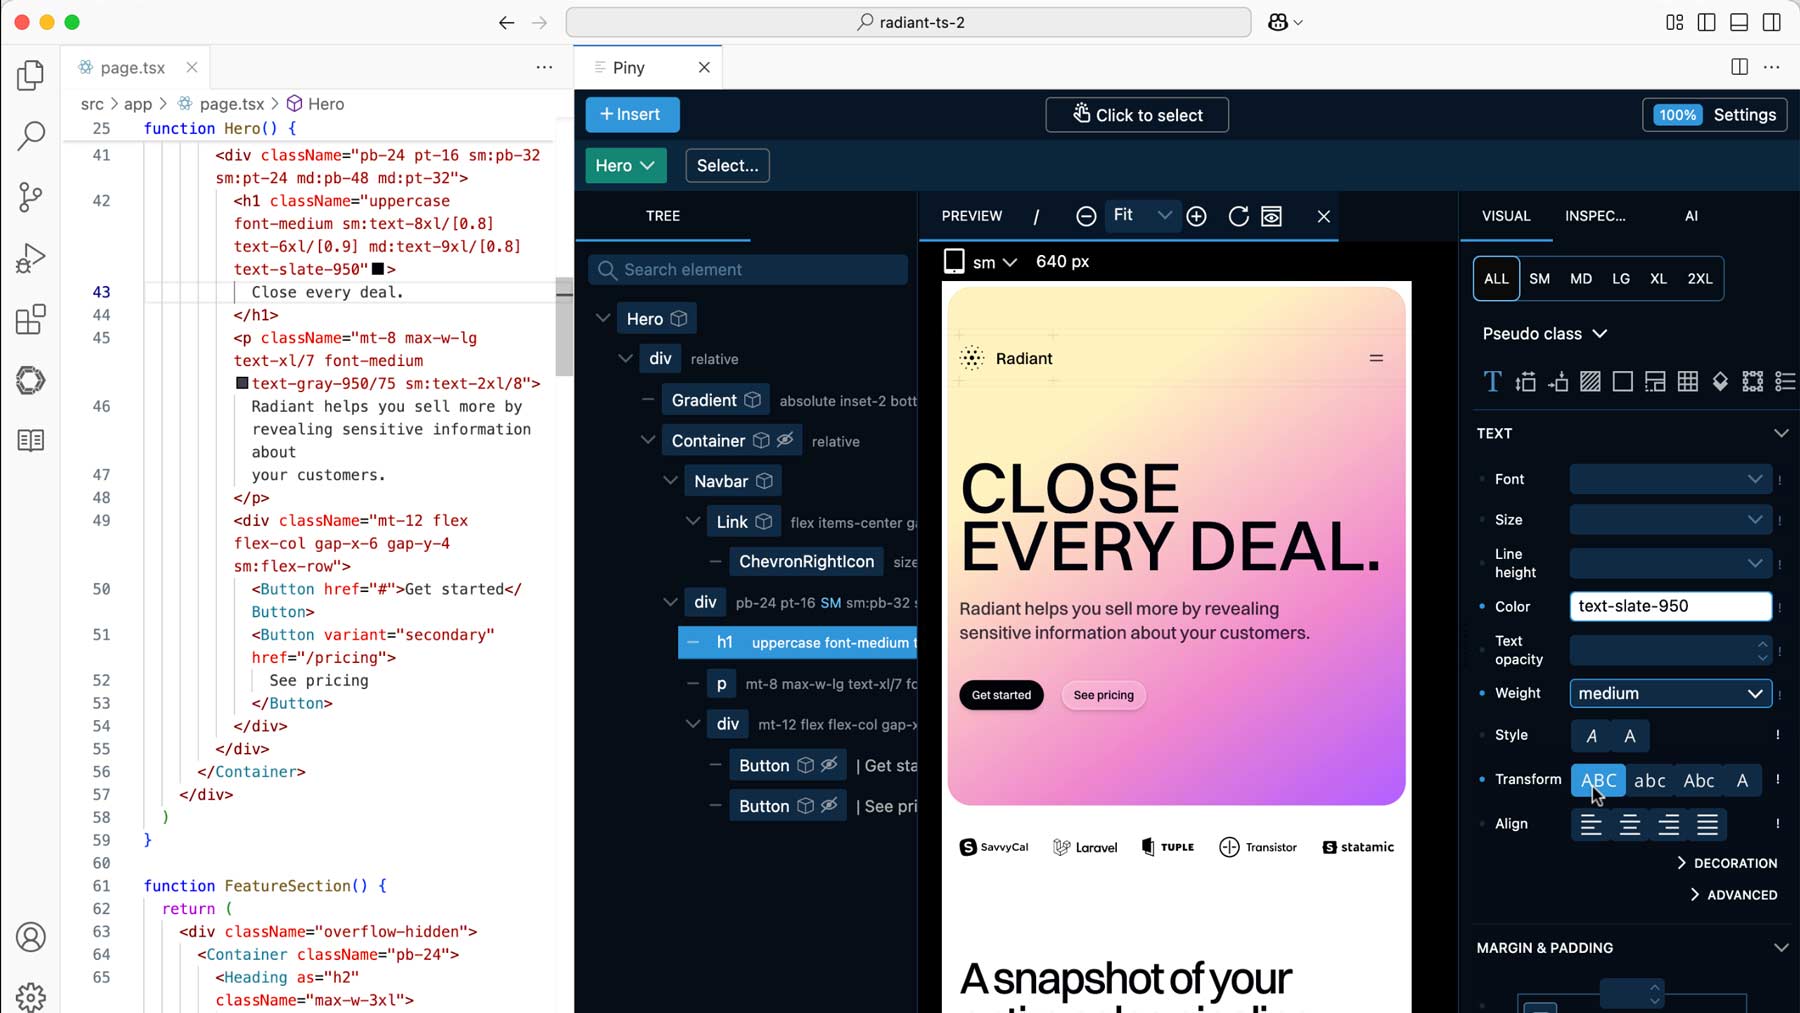 radiant-ts-2
page.tsx
Piny
src > app > page.tsx > Hero
25 function Hero() {
41 <div className="pb-24 pt-16 sm:pb-32
sm:pt-24 md:pb-48 md:pt-32">
42 <h1 className="uppercase
font-medium sm:text-8xl/[0.8]
text-6xl/[0.9] md:text-9xl/[0.8]
text-slate-950">
43 Close every deal.
44 </h1>
45 <p className="mt-8 max-w-lg
text-xl/7 font-medium
text-gray-950/75 sm:text-2xl/8">
46 Radiant helps you sell more by
revealing sensitive information
about
47 your customers.
48 </p>
49 <div className="mt-12 flex
flex-col gap-x-6 gap-y-4
sm:flex-row">
50 <Button href="#">Get started</
Button>
51 <Button variant="secondary"
href="/pricing">
52 See pricing
53 </Button>
54 </div>
55 </div>
56 </Container>
57 </div>
58 )
59 }
60
61 function FeatureSection() {
62 return (
63 <div className="overflow-hidden">
64 <Container className="pb-24">
65 <Heading as="h2"
className="max-w-3xl">
+ Insert
Click to select
100% Settings
Hero
Select...
TREE
Search element
Hero
div relative
Gradient absolute inset-2 bott
Container relative
Navbar
Link flex items-center ga
ChevronRightIcon size
div pb-24 pt-16 SM sm:pb-32 s
h1 uppercase font-medium t
p mt-8 max-w-lg text-xl/7 fo
div mt-12 flex flex-col gap-x
Button | Get sta
Button | See pri
PREVIEW / Fit
sm 640 px
Radiant
CLOSE
EVERY DEAL.
Radiant helps you sell more by revealing
sensitive information about your customers.
Get started See pricing
SavvyCal Laravel TUPLE Transistor statamic
A snapshot of your
VISUAL INSPEC... AI
ALL SM MD LG XL 2XL
Pseudo class
TEXT
Font
Size
Line
height
Color text-slate-950
Text
opacity
Weight medium
Style A A
Transform ABC abc Abc A
Align
> DECORATION
> ADVANCED
MARGIN & PADDING